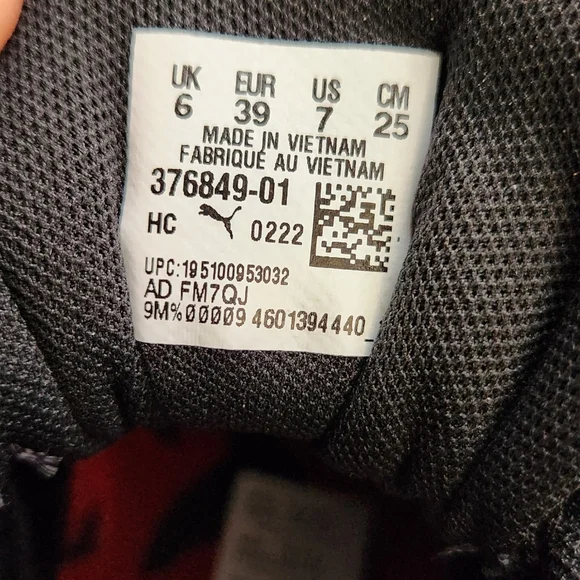 UK EUR US CM
6 39 7 25
MADE IN VIETNAM
FABRIQUÉ AU VIETNAM
376849-01
HC 0222
UPC:195100953032
AD FM7QJ
9M%00009 4601394440_